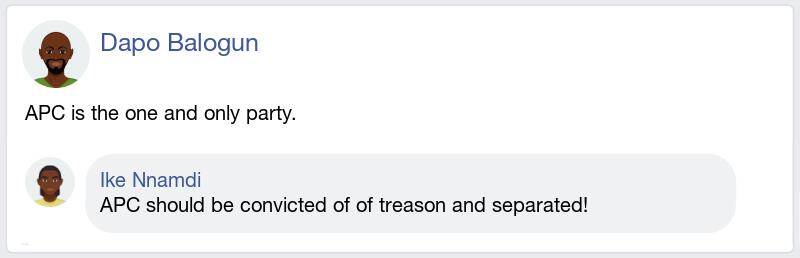 Dapo Balogun
APC is the one and only party.
Ike Nnamdi
APC should be convicted of of treason and separated!